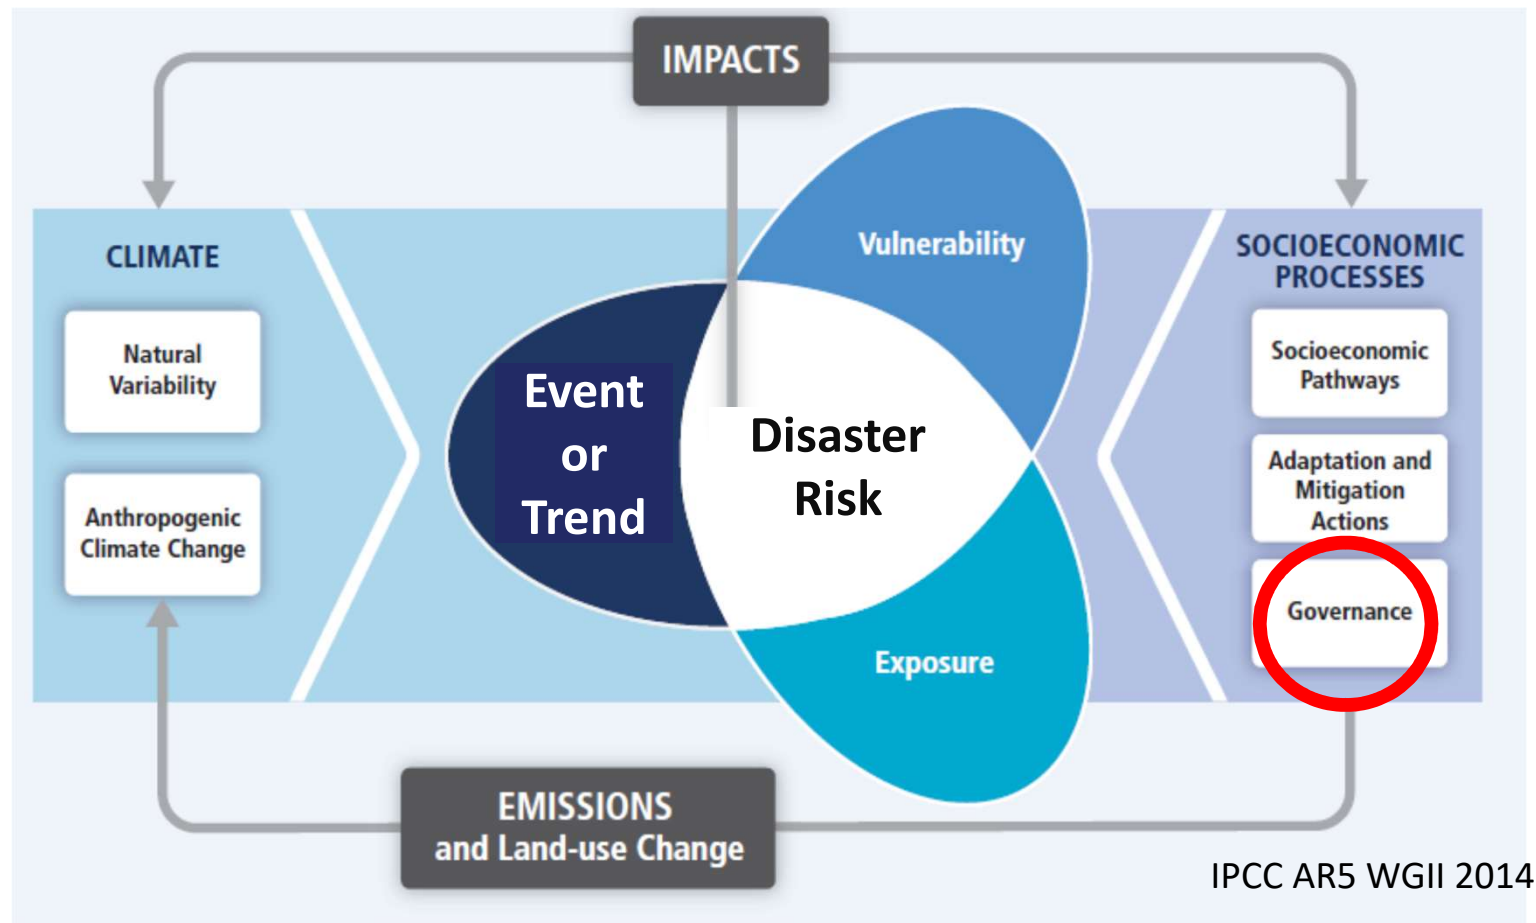 IMPACTS
CLIMATE
Natural
Variability
Anthropogenic
Climate Change
Event
or
Trend
Vulnerability
Disaster
Risk
Exposure
SOCIOECONOMIC
PROCESSES
Socioeconomic
Pathways
Adaptation and
Mitigation
Actions
Governance
EMISSIONS
and Land-use Change
IPCC AR5 WGII 2014